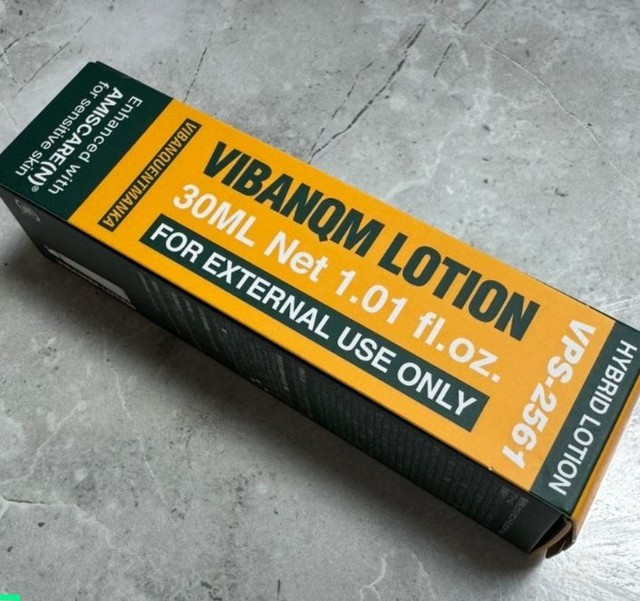 Enhanced with
AMISCARE(N)®
for sensitive skin
VIBANQUENTMANKA
VIBANQM LOTION
30ML Net 1.01 fl.oz.
FOR EXTERNAL USE ONLY
VPS-2561
HYBRID LOTION